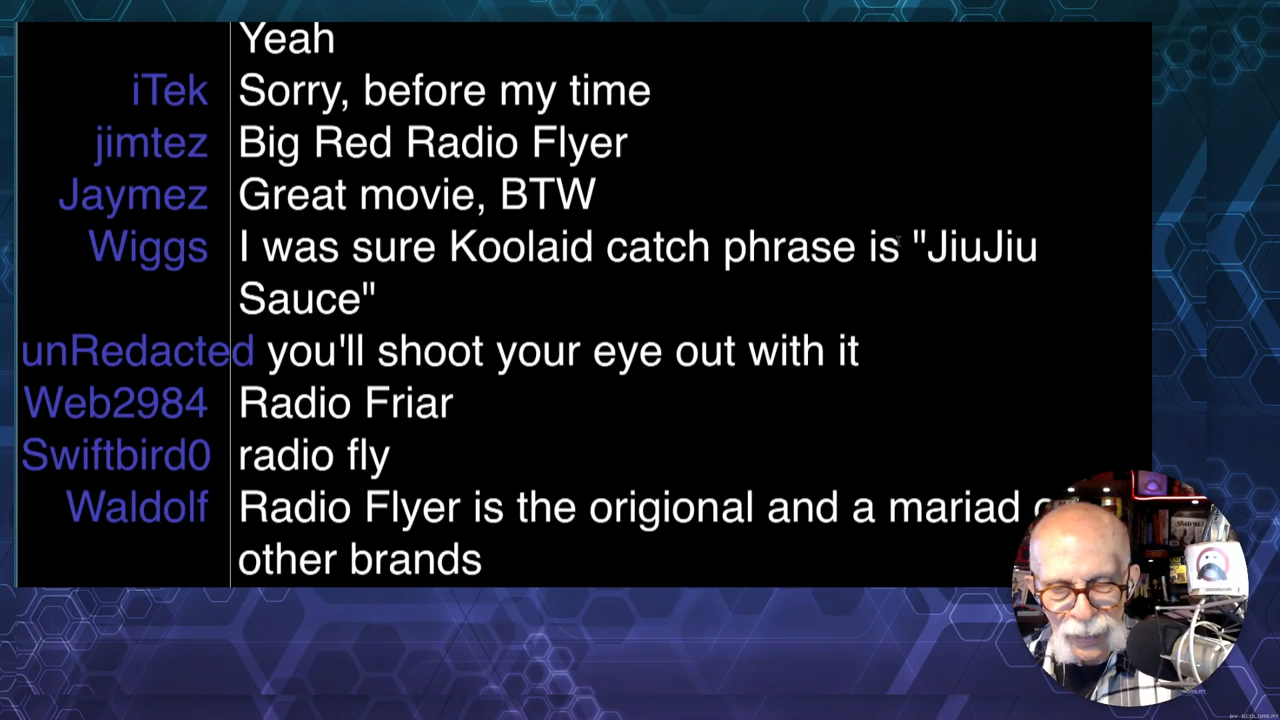 Yeah
iTek Sorry, before my time
jimtez Big Red Radio Flyer
Jaymez Great movie, BTW
Wiggs I was sure Koolaid catch phrase is "JiuJiu
Sauce"
unRedacted you'll shoot your eye out with it
Web2984 Radio Friar
Swiftbird0 radio fly
Waldolf Radio Flyer is the origional and a mariad
other brands